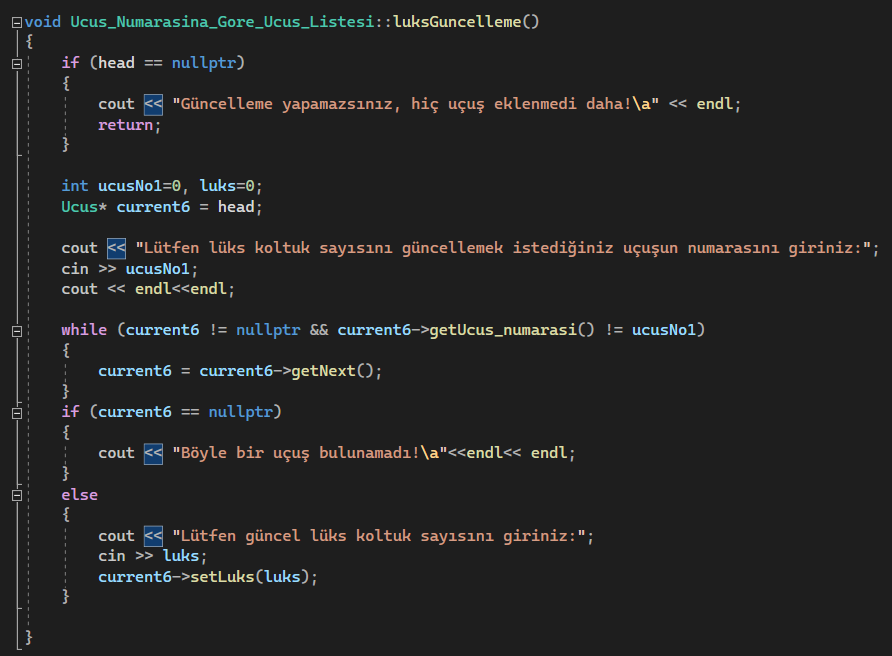 void Ucus_Numarasina_Gore_Ucus_Listesi::luksGuncelleme()
{
if (head == nullptr)
{
cout << "Güncelleme yapamazsınız, hiç uçuş eklenmedi daha!\a" << endl;
return;
}
int ucusNo1=0, luks=0;
Ucus* current6 = head;
cout << "Lütfen lüks koltuk sayısını güncellemek istediğiniz uçuşun numarasını giriniz:";
cin >> ucusNo1;
cout << endl<<endl;
while (current6 != nullptr && current6->getUcus_numarasi() != ucusNo1)
{
current6 = current6->getNext();
}
if (current6 == nullptr)
{
cout << "Böyle bir uçuş bulunamadı!\a"<<endl<< endl;
}
else
{
cout << "Lütfen güncel lüks koltuk sayısını giriniz:";
cin >> luks;
current6->setLuks(luks);
}
}